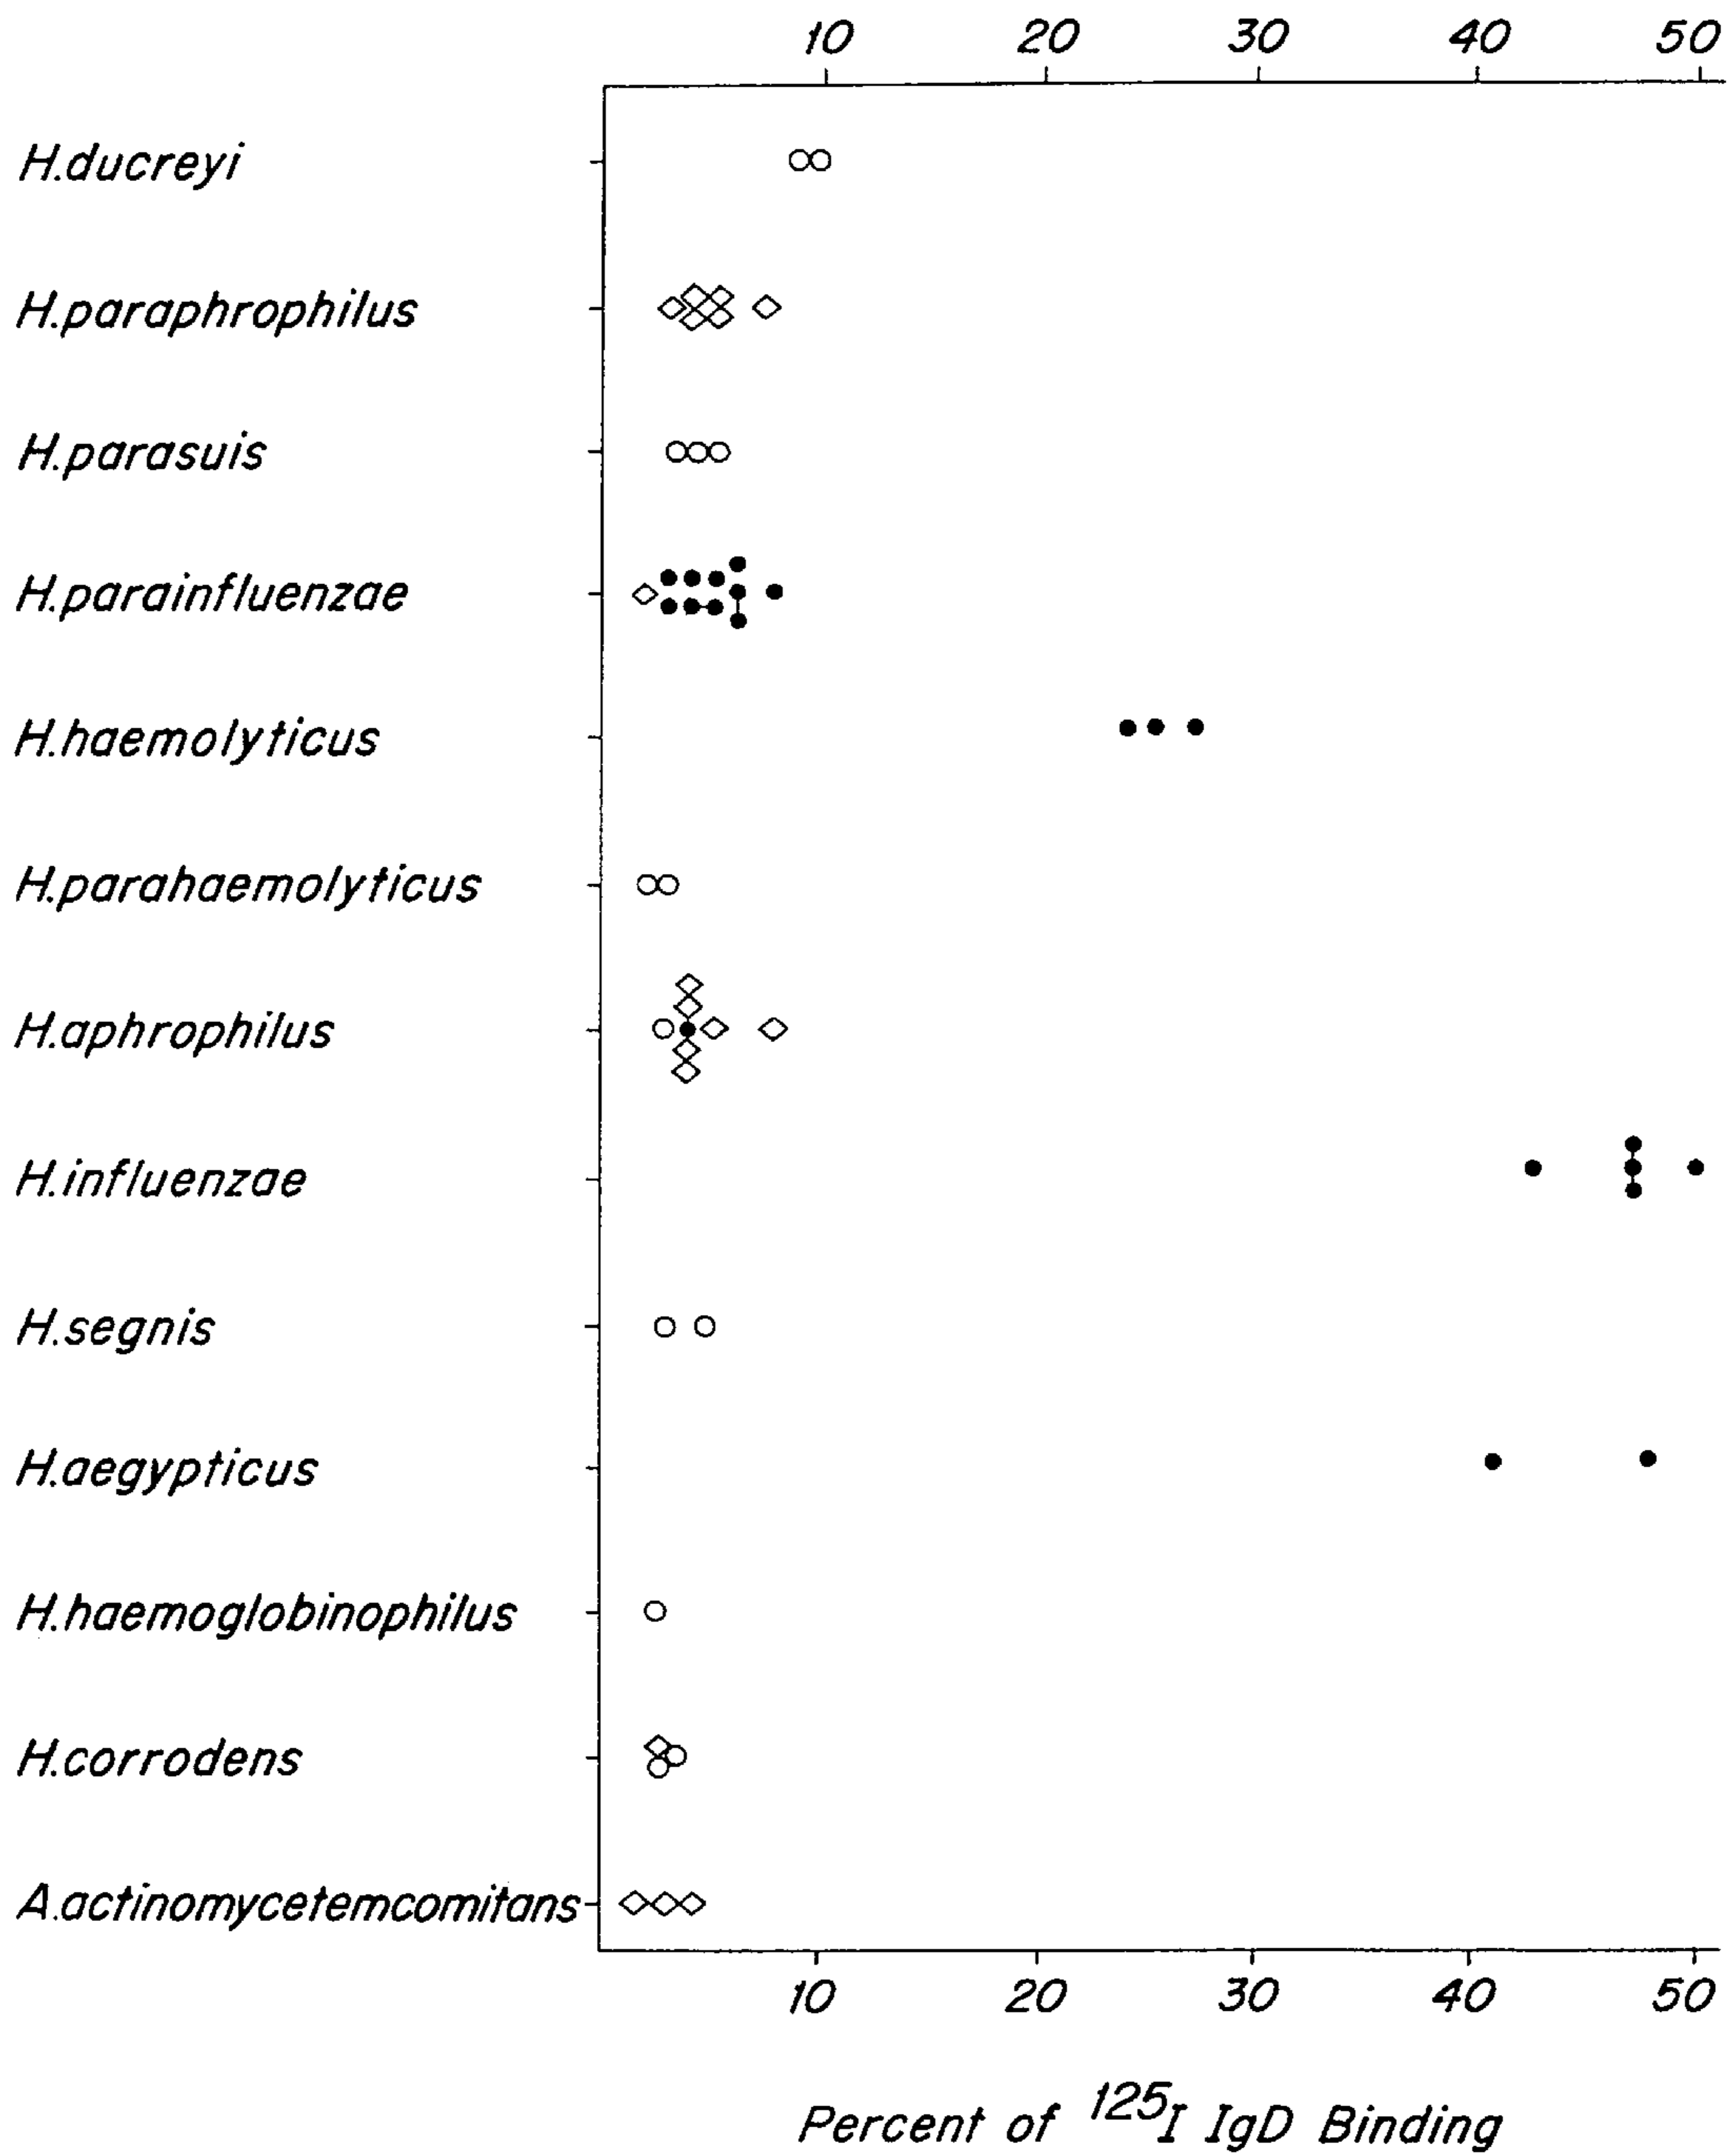 10 20 30 40 50
H.ducreyi
H.paraphrophilus
H.parasuis
H.parainfluenzae
H.haemolyticus
H.parahaemolyticus
H.aphrophilus
H.influenzae
H.segnis
H.aegypticus
H.haemoglobinophilus
H.corrodens
A.actinomycetemcomitans
10 20 30 40 50
Percent of ¹²⁵I IgD Binding